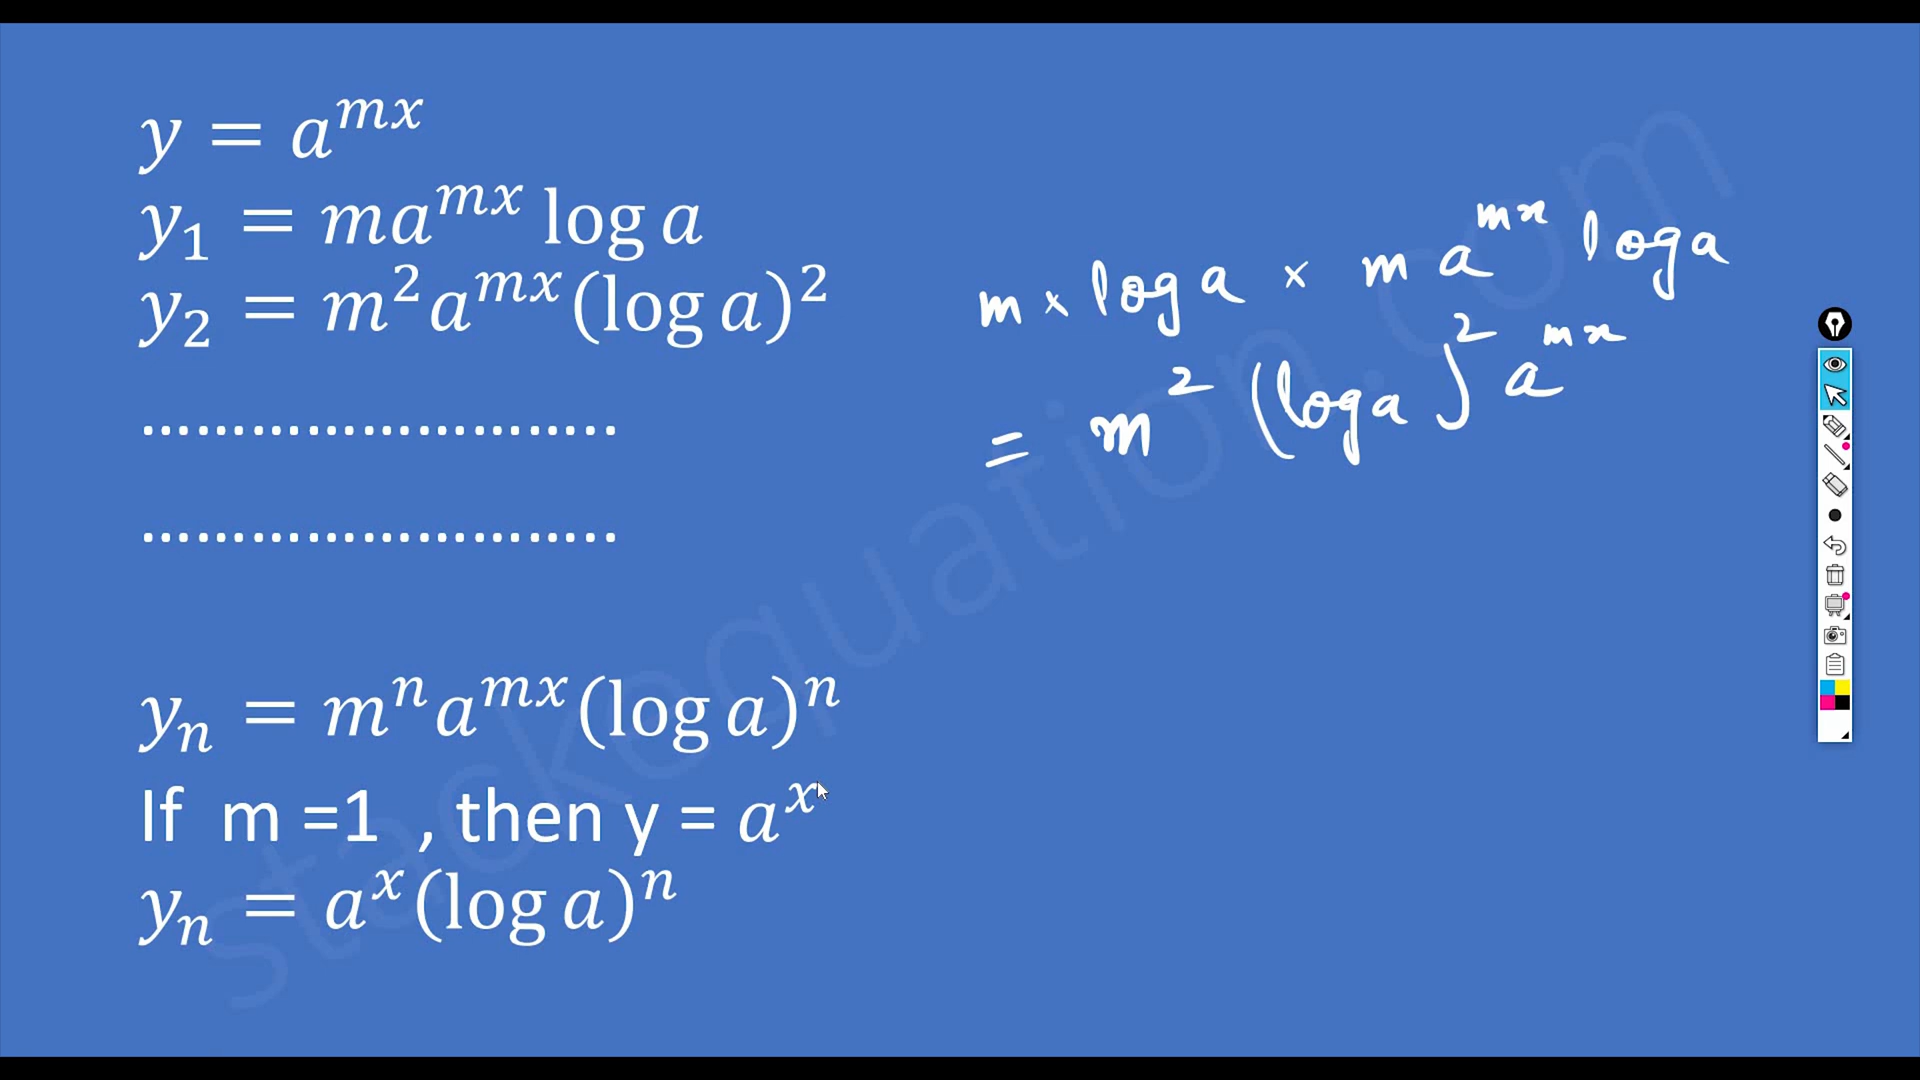 y = a^{mx}
y_1 = ma^{mx} log a
y_2 = m^2 a^{mx} (log a)^2
..........................
..........................
y_n = m^n a^{mx} (log a)^n
If m =1 , then y = a^x
y_n = a^x (log a)^n
m × log a × m a^{mx} log a
= m^2 (log a)^2 a^{mx}
stackequation.com